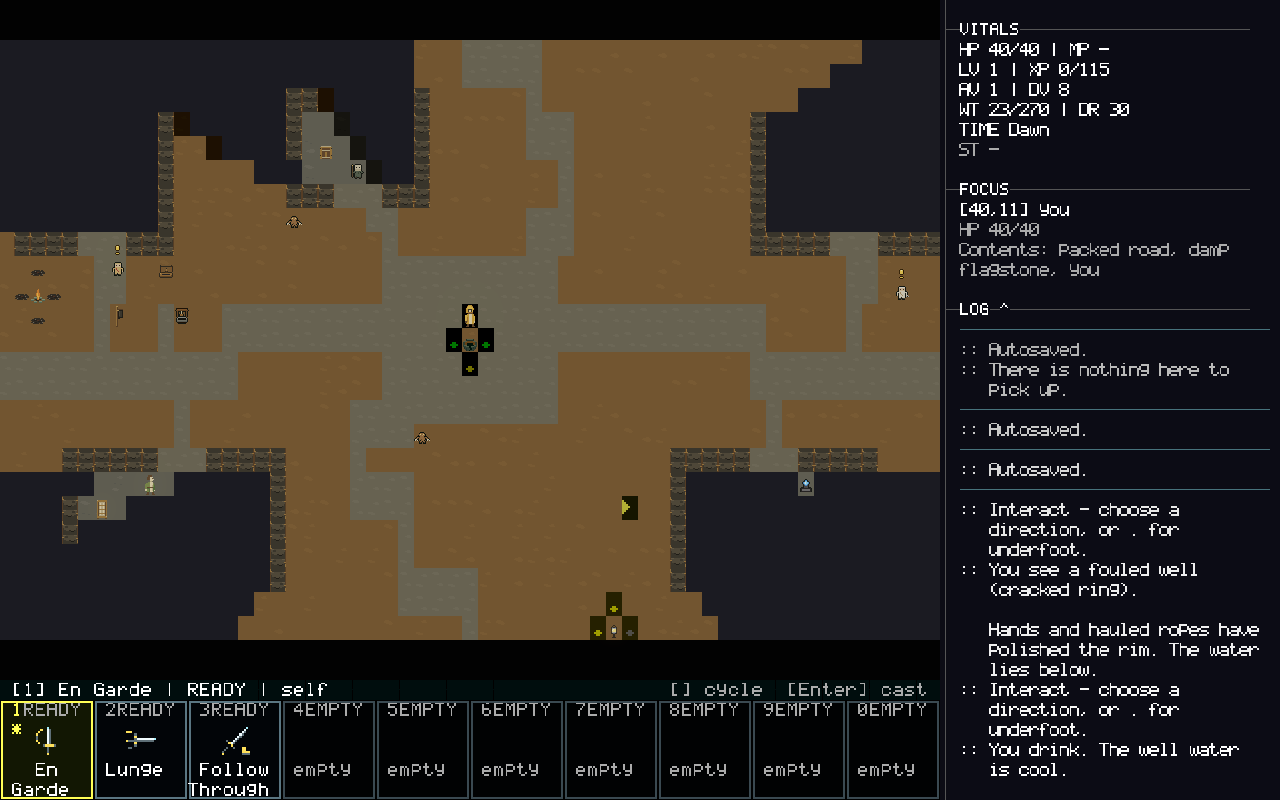 VITALS
HP 40/40 | MP -
LV 1 | XP 0/115
AV 1 | DV 8
WT 23/270 | DR 30
TIME Dawn
ST -
FOCUS
[40,11] You
HP 40/40
Contents: Packed road, damp
flagstone, you
LOG ^
:: Autosaved.
:: There is nothing here to
pick up.
:: Autosaved.
:: Autosaved.
:: Interact - choose a
direction, or . for
underfoot.
:: You see a fouled well
(cracked ring).
Hands and hauled ropes have
polished the rim. The water
lies below.
:: Interact - choose a
direction, or . for
underfoot.
:: You drink. The well water
is cool.
[1] En Garde | READY | self
[] cycle [Enter] cast
1READY 2READY 3READY 4EMPTY 5EMPTY 6EMPTY 7EMPTY 8EMPTY 9EMPTY 0EMPTY
*
En Lunge Follow empty empty empty empty empty empty empty
Garde Through